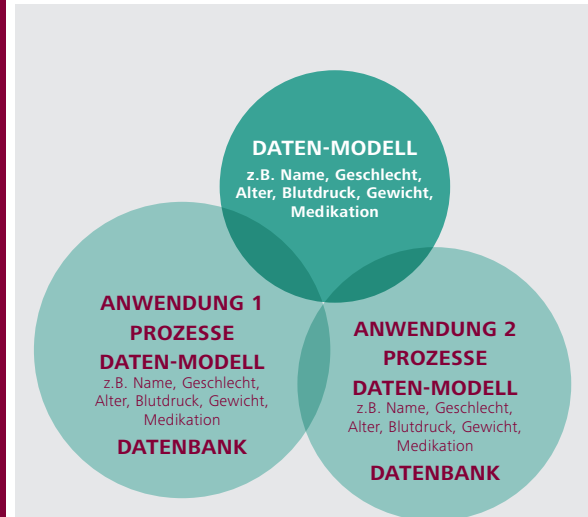 DATEN-MODELL
z.B. Name, Geschlecht,
Alter, Blutdruck, Gewicht,
Medikation
ANWENDUNG 1
PROZESSE
DATEN-MODELL
z.B. Name, Geschlecht,
Alter, Blutdruck, Gewicht,
Medikation
DATENBANK
ANWENDUNG 2
PROZESSE
DATEN-MODELL
z.B. Name, Geschlecht,
Alter, Blutdruck, Gewicht,
Medikation
DATENBANK